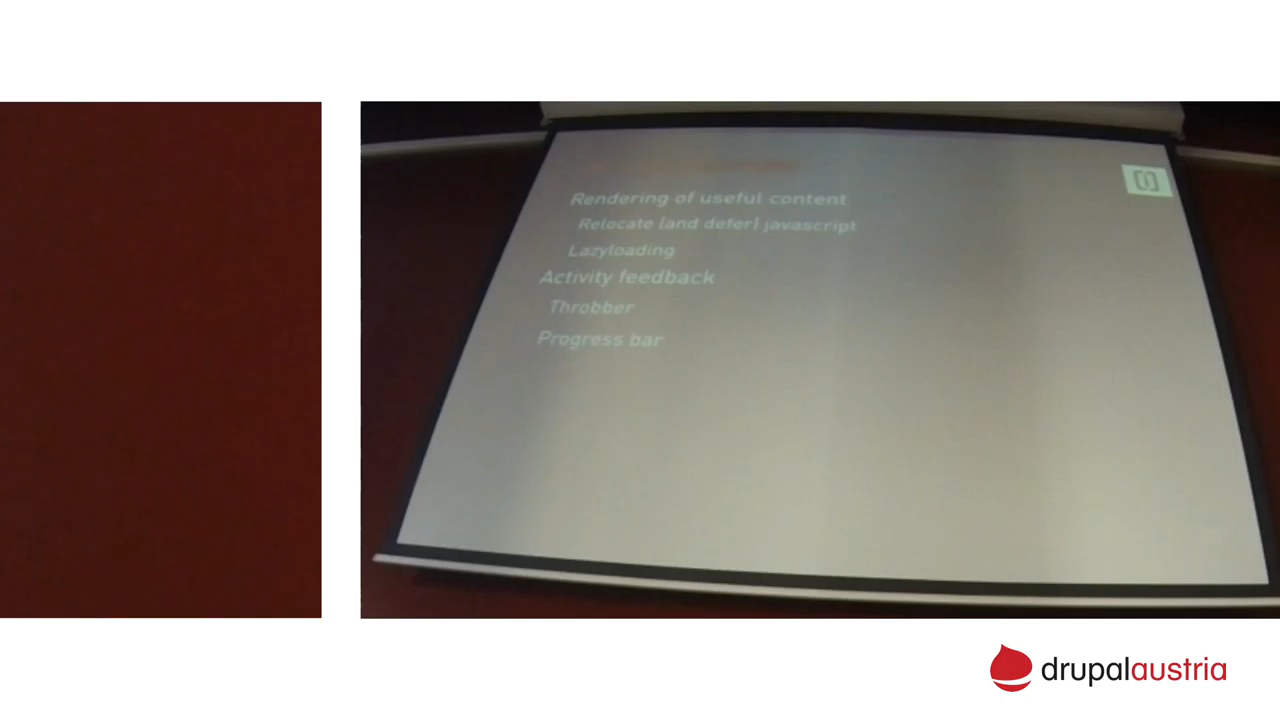 Rendering of useful content
Relocate (and defer) javascript
Lazyloading
Activity feedback
Throbber
Progress bar
drupalaustria